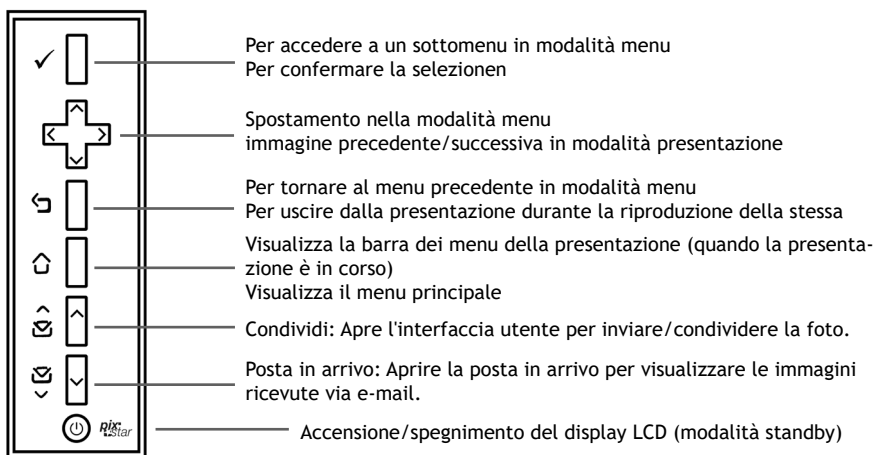 Per accedere a un sottomenu in modalità menu
Per confermare la selezionen
Spostamento nella modalità menu
immagine precedente/successiva in modalità presentazione
Per tornare al menu precedente in modalità menu
Per uscire dalla presentazione durante la riproduzione della stessa
Visualizza la barra dei menu della presentazione (quando la presenta-
zione è in corso)
Visualizza il menu principale
Condividi: Apre l'interfaccia utente per inviare/condividere la foto.
Posta in arrivo: Aprire la posta in arrivo per visualizzare le immagini
ricevute via e-mail.
pix-star
Accensione/spegnimento del display LCD (modalità standby)